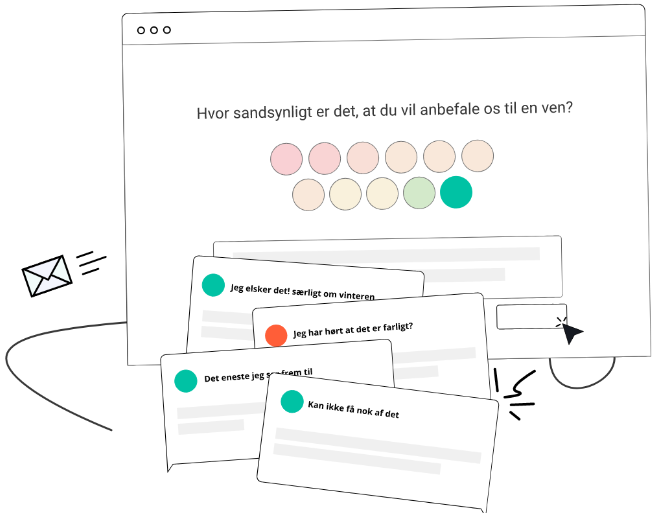 Hvor sandsynligt er det, at du vil anbefale os til en ven?
Jeg elsker det! særligt om vinteren
Jeg har hørt at det er farligt?
Det eneste jeg frem til
Kan ikke få nok af det